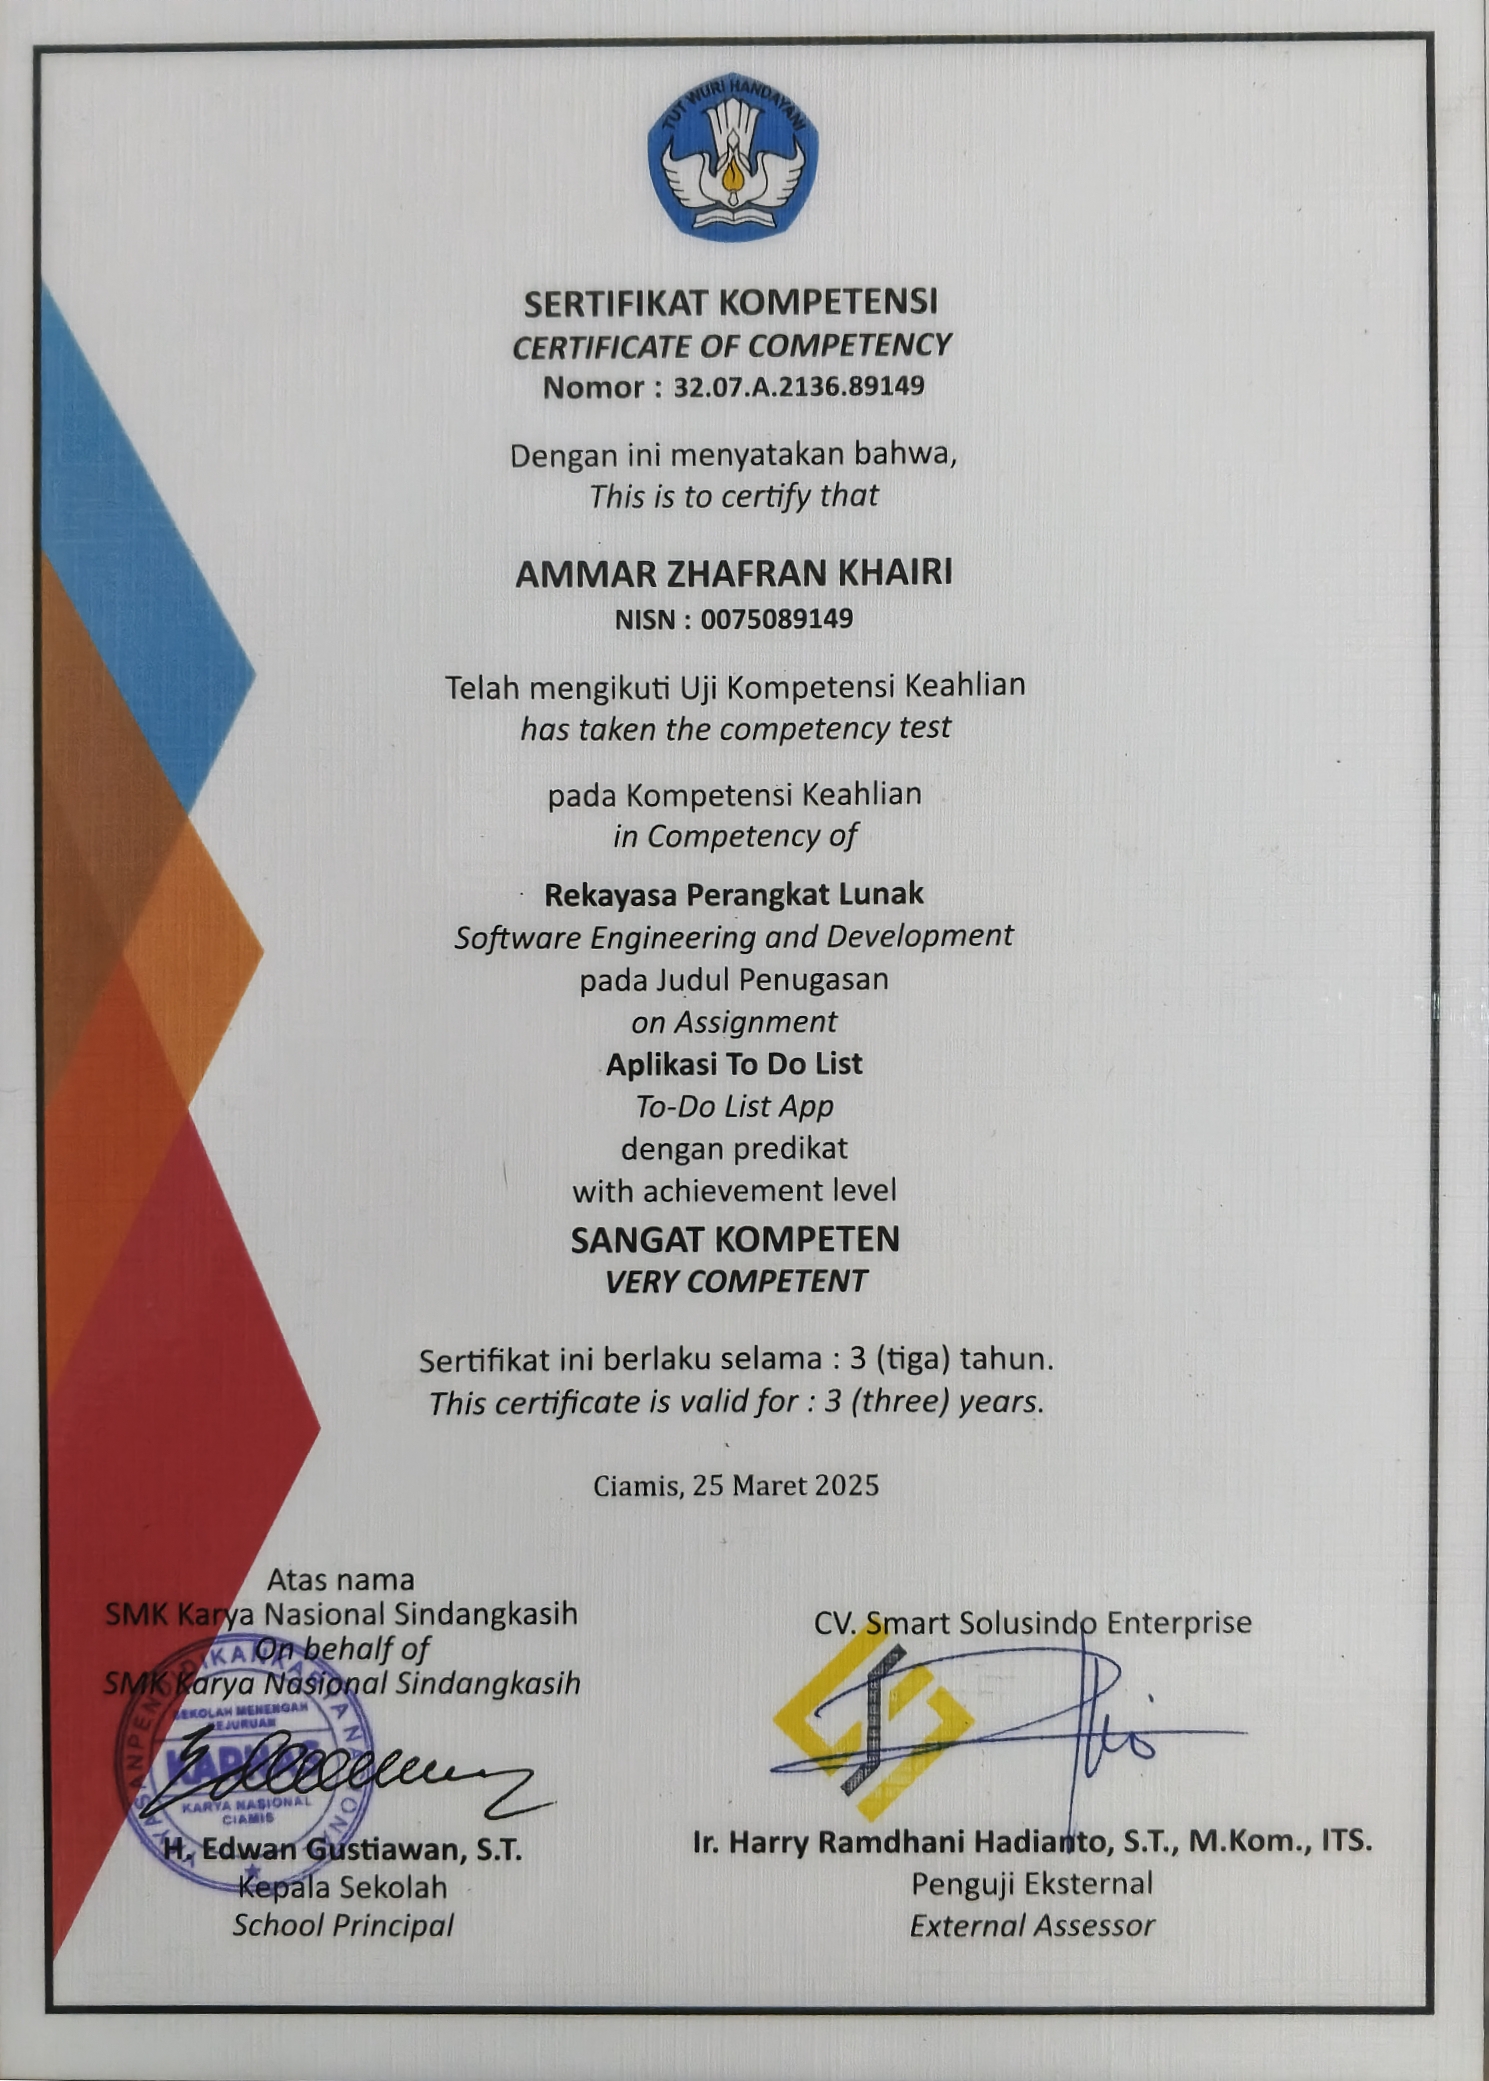 TUT WURI HANDAYANI
SERTIFIKAT KOMPETENSI
CERTIFICATE OF COMPETENCY
Nomor : 32.07.A.2136.89149
Dengan ini menyatakan bahwa,
This is to certify that
AMMAR ZHAFRAN KHAIRI
NISN : 0075089149
Telah mengikuti Uji Kompetensi Keahlian
has taken the competency test
pada Kompetensi Keahlian
in Competency of
Rekayasa Perangkat Lunak
Software Engineering and Development
pada Judul Penugasan
on Assignment
Aplikasi To Do List
To-Do List App
dengan predikat
with achievement level
SANGAT KOMPETEN
VERY COMPETENT
Sertifikat ini berlaku selama : 3 (tiga) tahun.
This certificate is valid for : 3 (three) years.
Ciamis, 25 Maret 2025
Atas nama
SMK Karya Nasional Sindangkasih
On behalf of
SMK Karya Nasional Sindangkasih
SEKOLAH MENENGAH
KEJURUAN
KARNAS
KARYA NASIONAL
CIAMIS
H. Edwan Gustiawan, S.T.
Kepala Sekolah
School Principal
CV. Smart Solusindo Enterprise
Ir. Harry Ramdhani Hadianto, S.T., M.Kom., ITS.
Penguji Eksternal
External Assessor